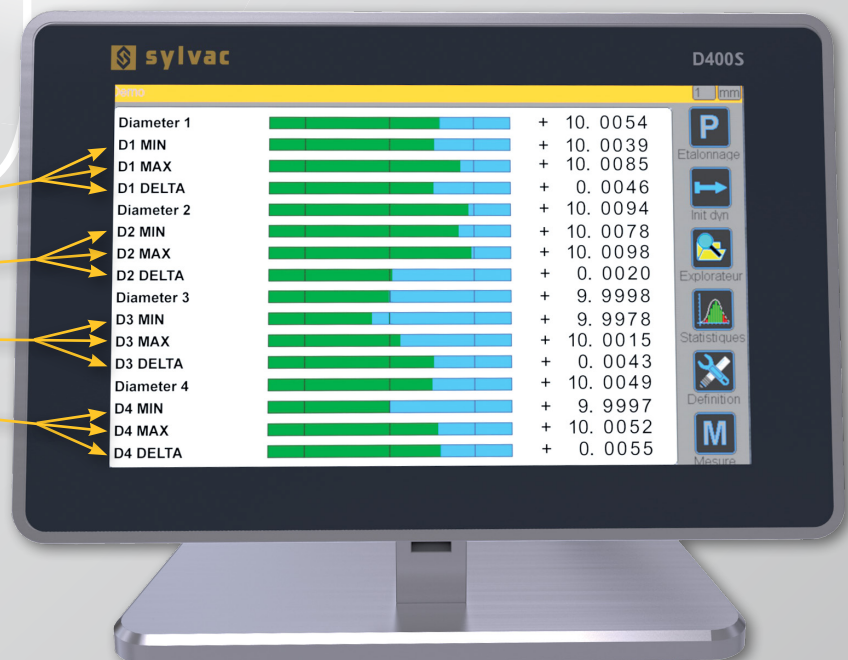 sylvac
D400S
1 mm
Diameter 1 + 10. 0054
D1 MIN + 10. 0039
D1 MAX + 10. 0085
D1 DELTA + 0. 0046
Diameter 2 + 10. 0094
D2 MIN + 10. 0078
D2 MAX + 10. 0098
D2 DELTA + 0. 0020
Diameter 3 + 9. 9998
D3 MIN + 9. 9978
D3 MAX + 10. 0015
D3 DELTA + 0. 0043
Diameter 4 + 10. 0049
D4 MIN + 9. 9997
D4 MAX + 10. 0052
D4 DELTA + 0. 0055
P
Etalonnage
Init dyn
Explorateur
Statistiques
Definition
M
Mesure